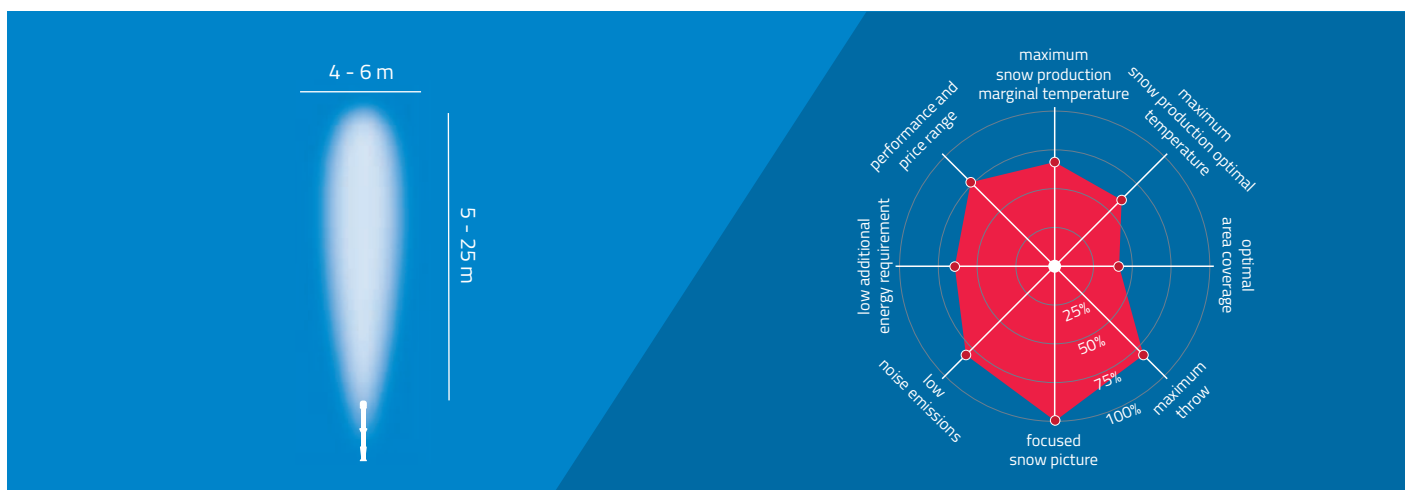 4 - 6 m
5 - 25 m
maximum
snow production
marginal temperature
maximum
snow production optimal
temperature
optimal
area coverage
maximum
throw
focused
snow picture
low
noise emissions
low additional
energy requirement
performance and
price range
25%
50%
75%
100%